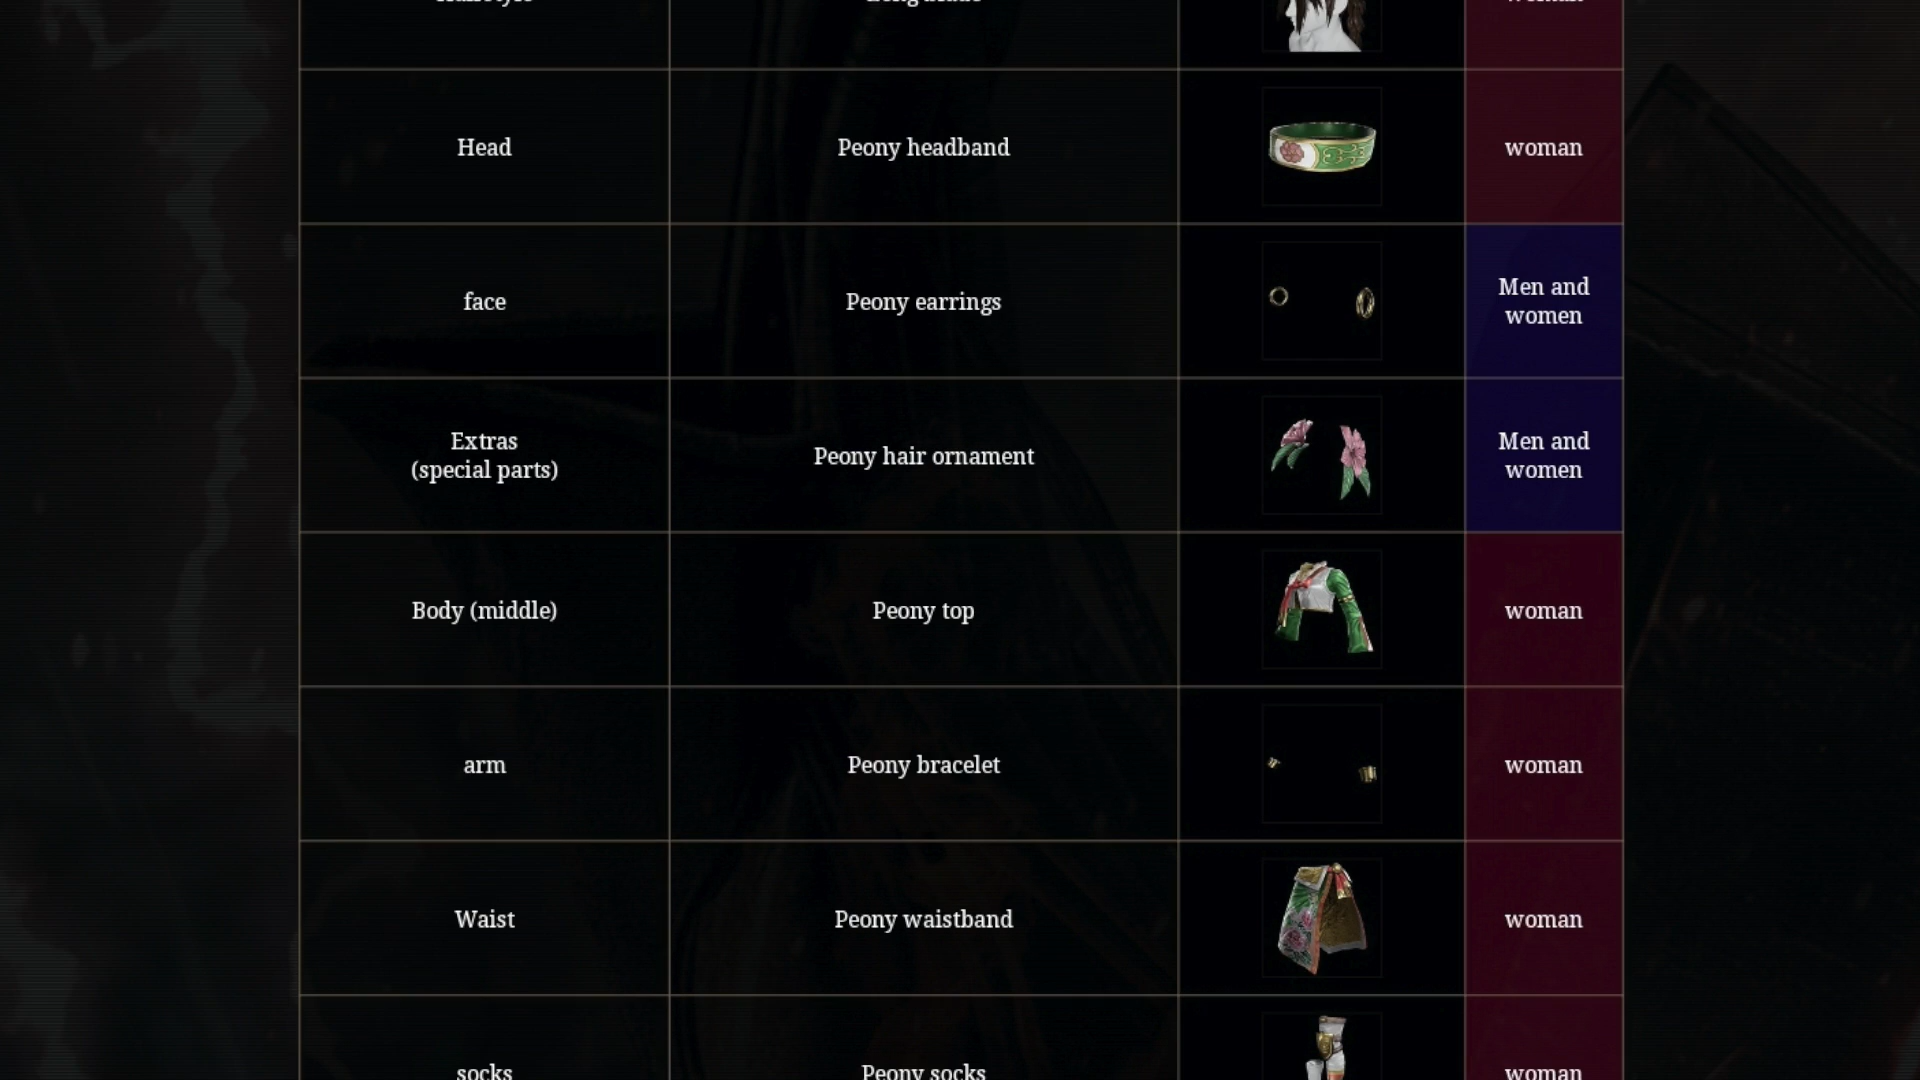 Head Peony headband woman
face Peony earrings Men and
women
Extras
(special parts) Peony hair ornament Men and
women
Body (middle) Peony top woman
arm Peony bracelet woman
Waist Peony waistband woman
socks Peony socks woman